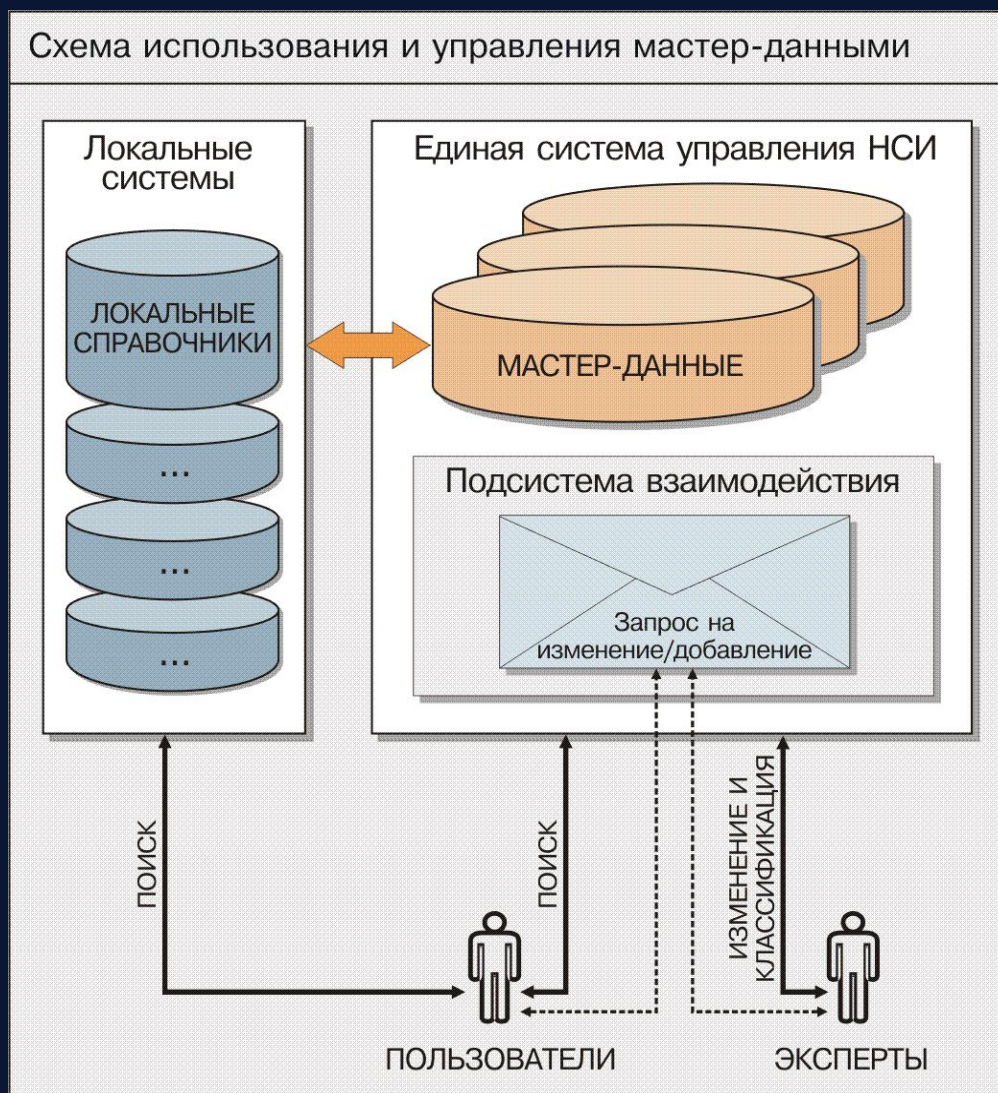 Схема использования и управления мастер-данными
Локальные
системы
ЛОКАЛЬНЫЕ
СПРАВОЧНИКИ
...
...
...
Единая система управления НСИ
МАСТЕР-ДАННЫЕ
Подсистема взаимодействия
Запрос на
изменение/добавление
ПОИСК
ПОИСК
ИЗМЕНЕНИЕ И
КЛАССИФИКАЦИЯ
ПОЛЬЗОВАТЕЛИ
ЭКСПЕРТЫ